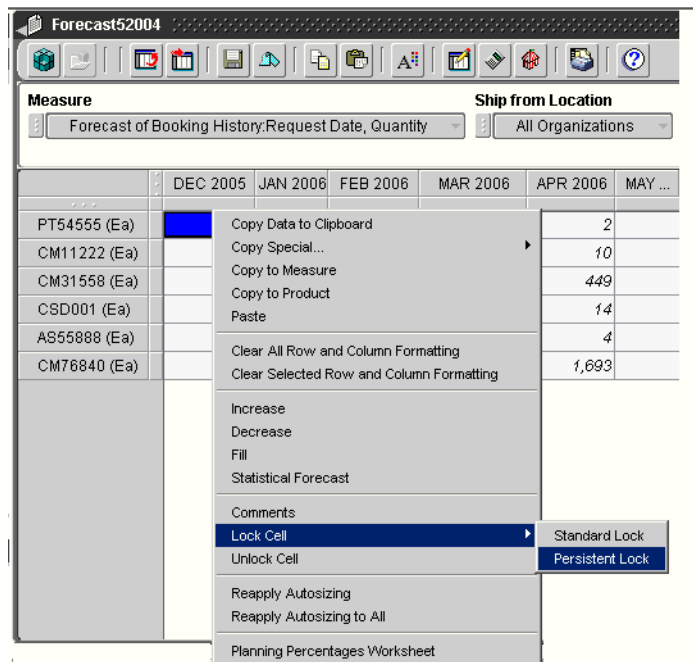 Forecast52004
Measure
Ship from Location
Forecast of Booking History:Request Date, Quantity
All Organizations
DEC 2005 JAN 2006 FEB 2006 MAR 2006 APR 2006 MAY ...
PT54555 (Ea) 2
CM11222 (Ea) 10
CM31558 (Ea) 449
CSD001 (Ea) 14
AS55888 (Ea) 4
CM76840 (Ea) 1,693
Copy Data to Clipboard
Copy Special...
Copy to Measure
Copy to Product
Paste
Clear All Row and Column Formatting
Clear Selected Row and Column Formatting
Increase
Decrease
Fill
Statistical Forecast
Comments
Lock Cell
Unlock Cell
Reapply Autosizing
Reapply Autosizing to All
Planning Percentages Worksheet
Standard Lock
Persistent Lock